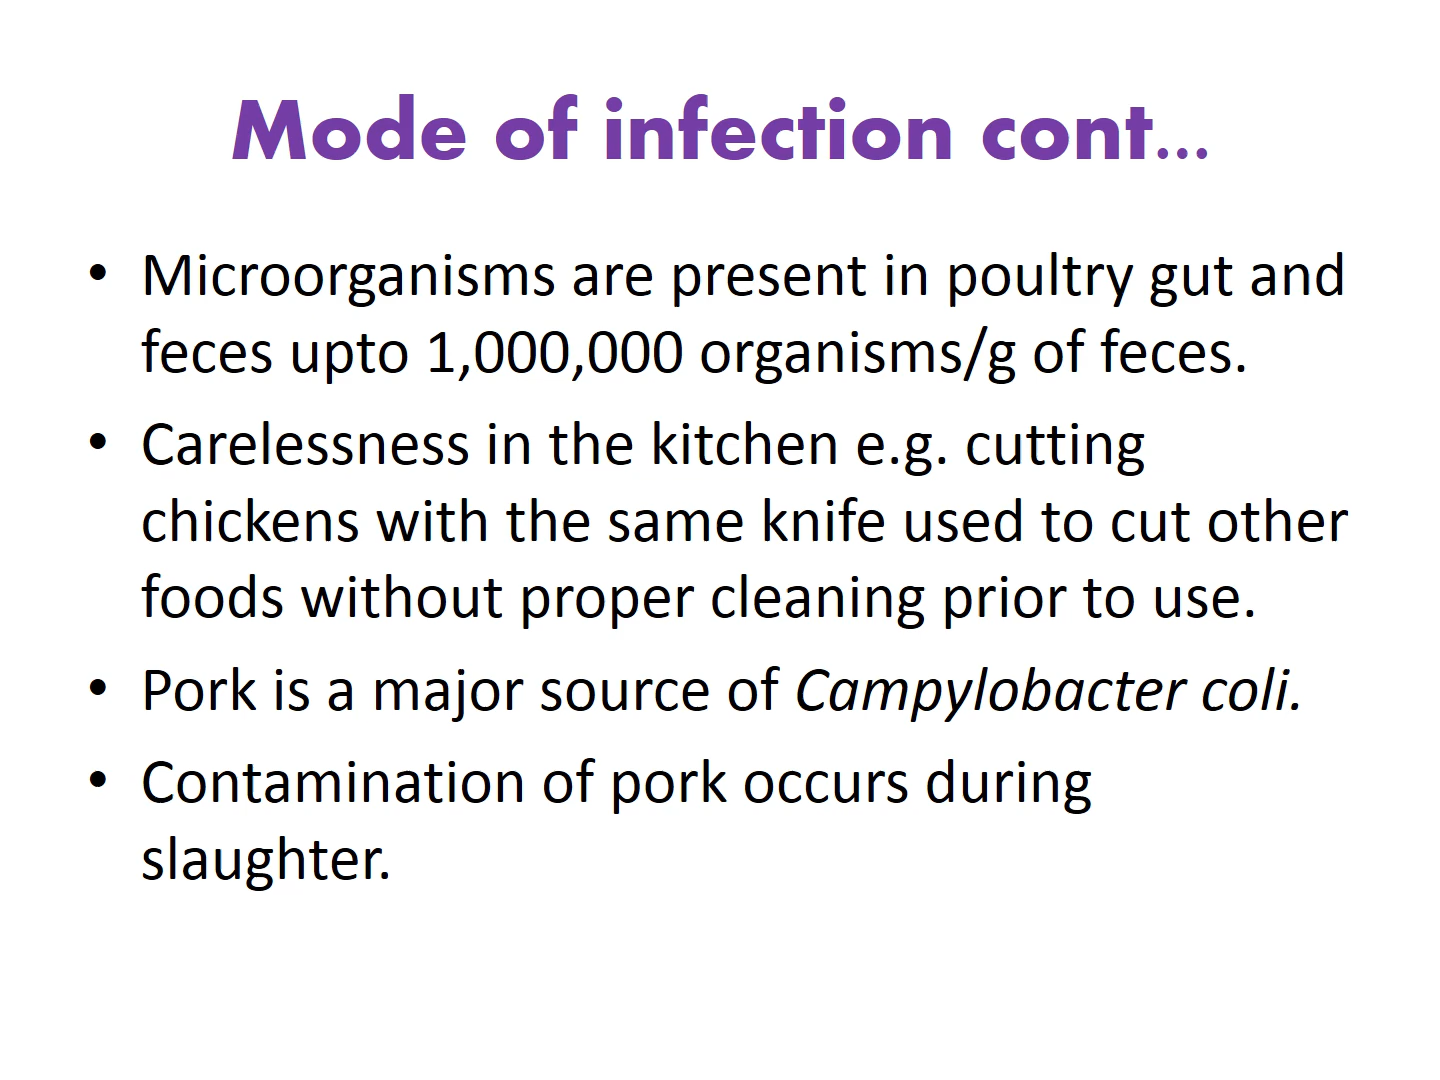 Mode of infection cont...
• Microorganisms are present in poultry gut and
feces upto 1,000,000 organisms/g of feces.
• Carelessness in the kitchen e.g. cutting
chickens with the same knife used to cut other
foods without proper cleaning prior to use.
• Pork is a major source of Campylobacter coli.
• Contamination of pork occurs during
slaughter.